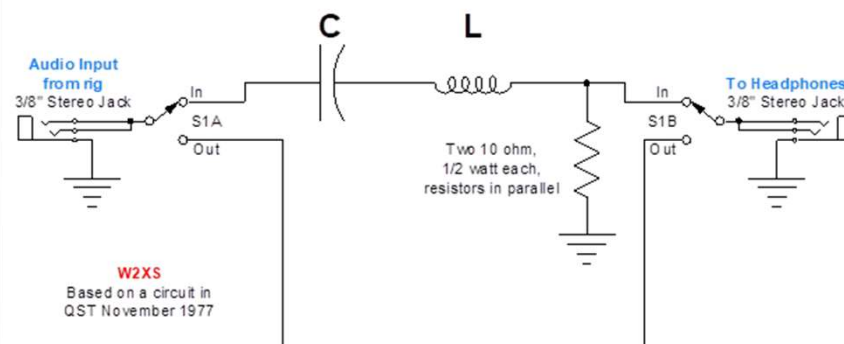 C
L
Audio Input
from rig
3/8" Stereo Jack
In
S1A
Out
Two 10 ohm,
1/2 watt each,
resistors in parallel
In
S1B
Out
To Headphones
3/8" Stereo Jack
W2XS
Based on a circuit in
QST November 1977